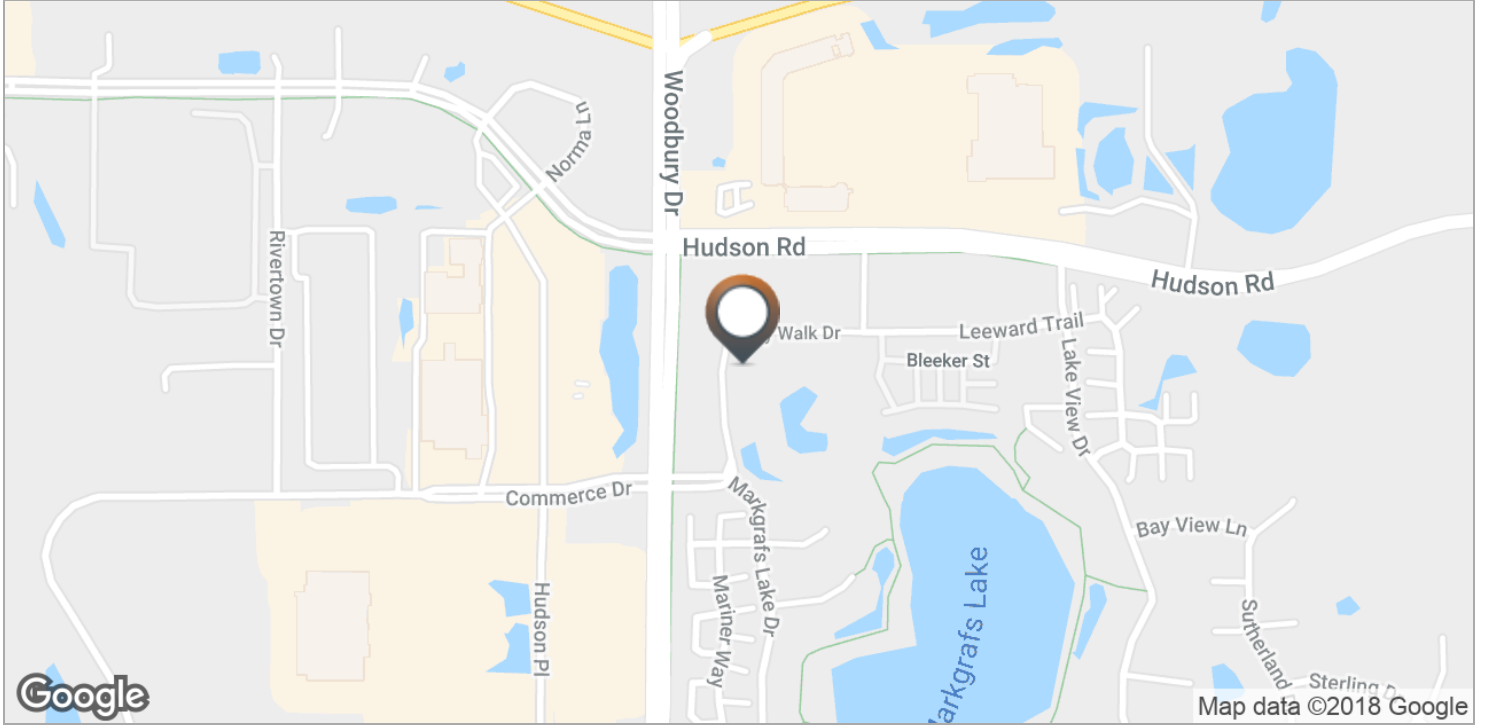 Woodbury Dr
Norma Ln
Hudson Rd
Hudson Rd
Rivertown Dr
Walk Dr
Leeward Trail
Bleeker St
Lake View Dr
Commerce Dr
Markgrafs Lake Dr
Bay View Ln
Markgrafs Lake
Hudson Pl
Mariner Way
Sutherland
Sterling Dr
Google
Map data ©2018 Google